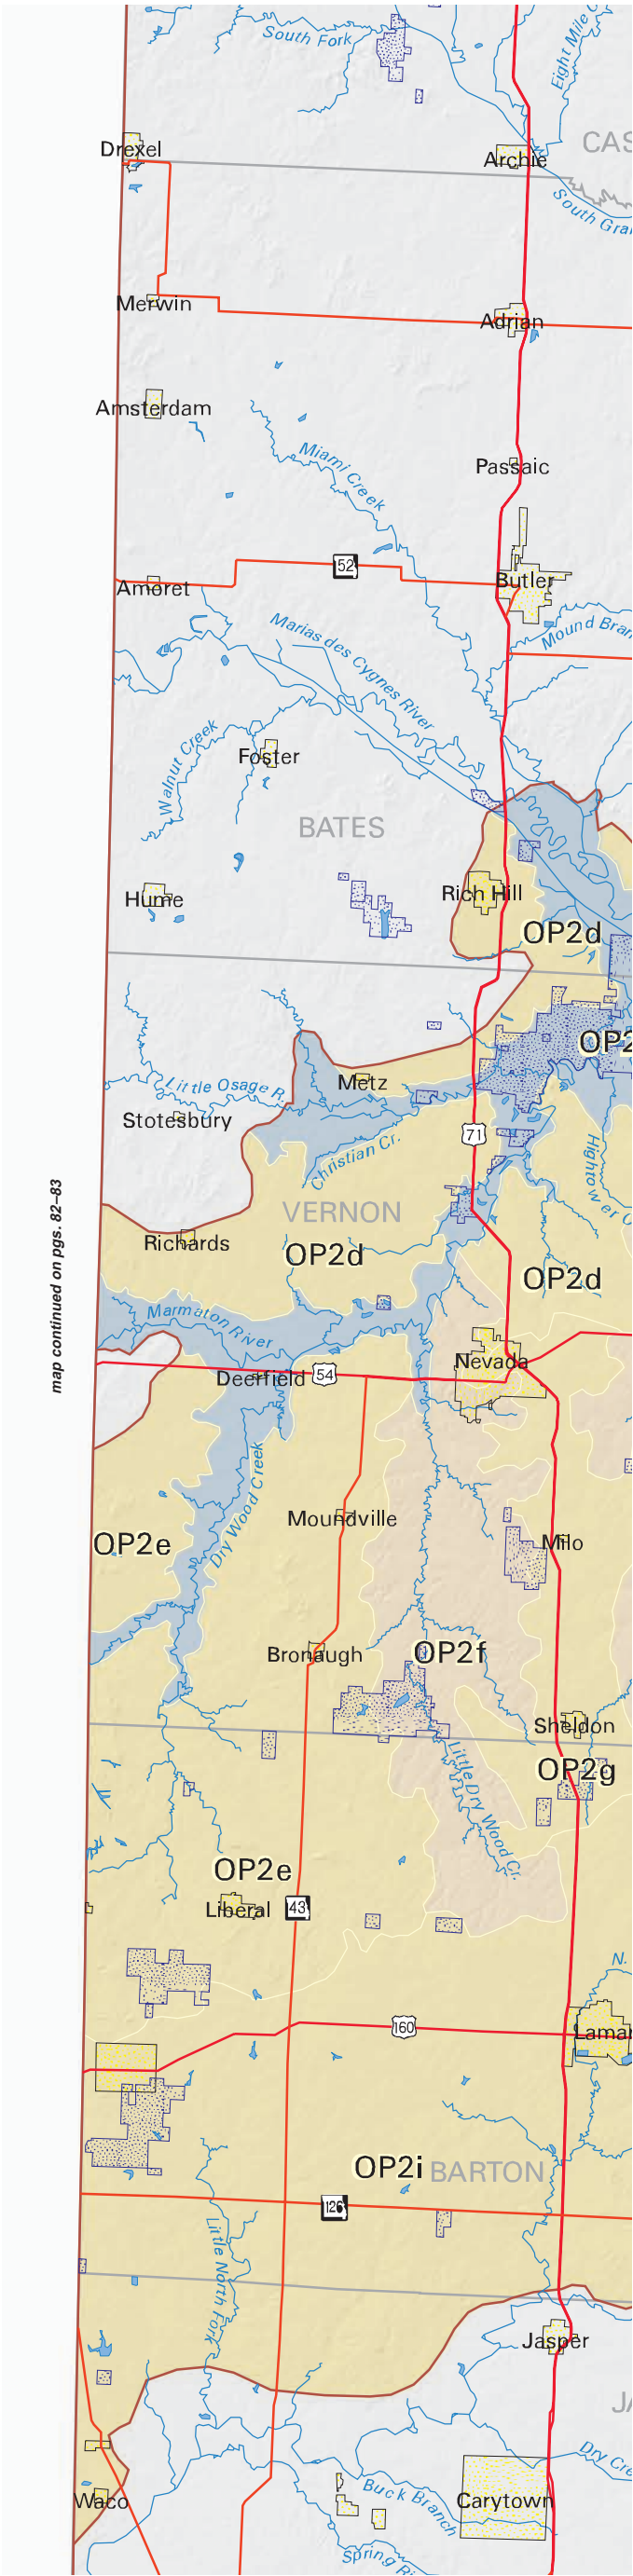 South Fork
Eight Mile C
CAS
Drexel
Archie
South Gra
Merwin
Adrian
Amsterdam
Passaic
Miami Creek
52
Butler
Amoret
Mound Bran
Marias des Cygnes River
Walnut Creek
Foster
BATES
Rich Hill
Hume
OP2d
OP2
Little Osage R.
Metz
Stotesbury
71
Christian Cr.
Hightower C
map continued on pgs. 82–83
VERNON
Richards
OP2d
OP2d
Marmaton River
Nevada
Deerfield
54
Dry Wood Creek
Moundville
OP2e
Milo
Bronaugh
OP2f
Sheldon
OP2g
Little Dry Wood Cr.
OP2e
Liberal
43
N.
160
Lamar
OP2i
BARTON
126
Little North Fork
Jasper
JA
Dry Cre
Waco
Buck Branch
Carytown
Spring Ri